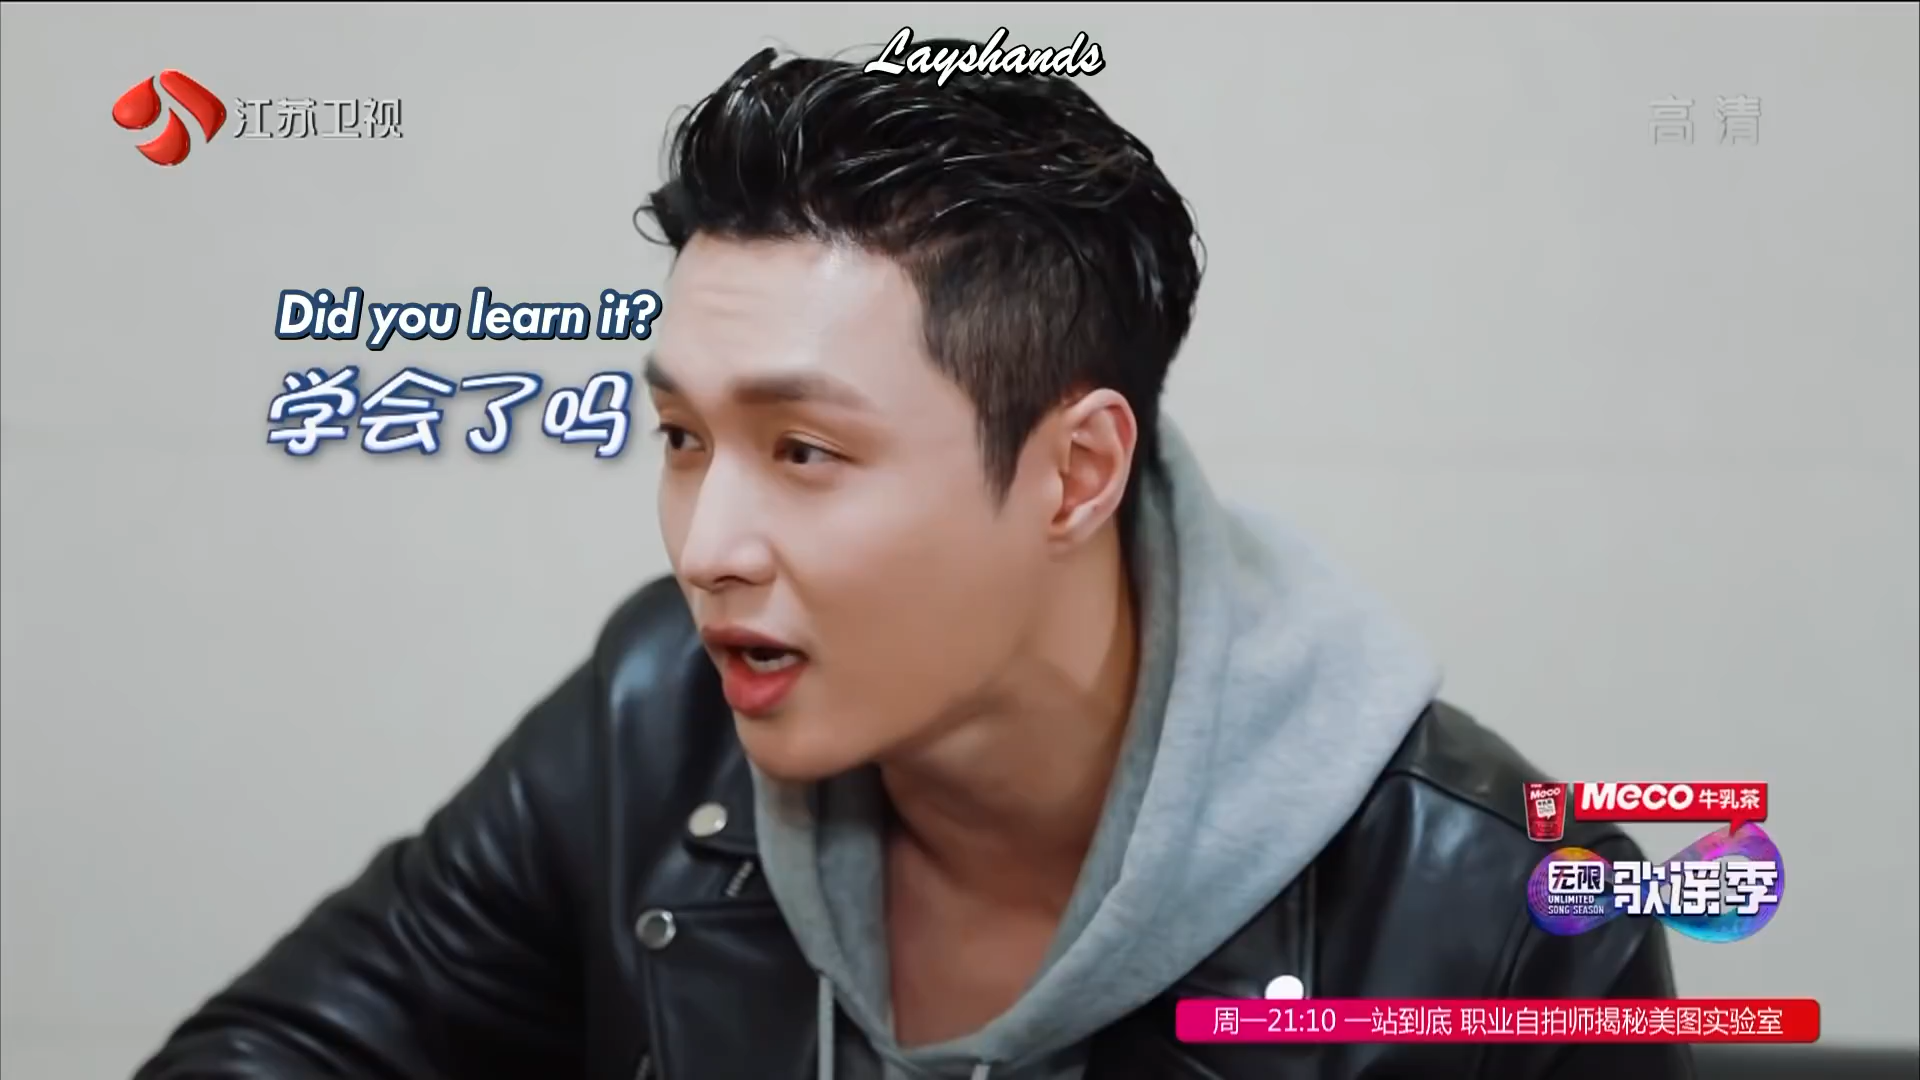 Layshands
江苏卫视
高清
Did you learn it?
学会了吗
Meco
Meco 牛乳茶
无限
UNLIMITED
SONG SEASON
歌谣季
周一21:10 一站到底 职业自拍师揭秘美图实验室